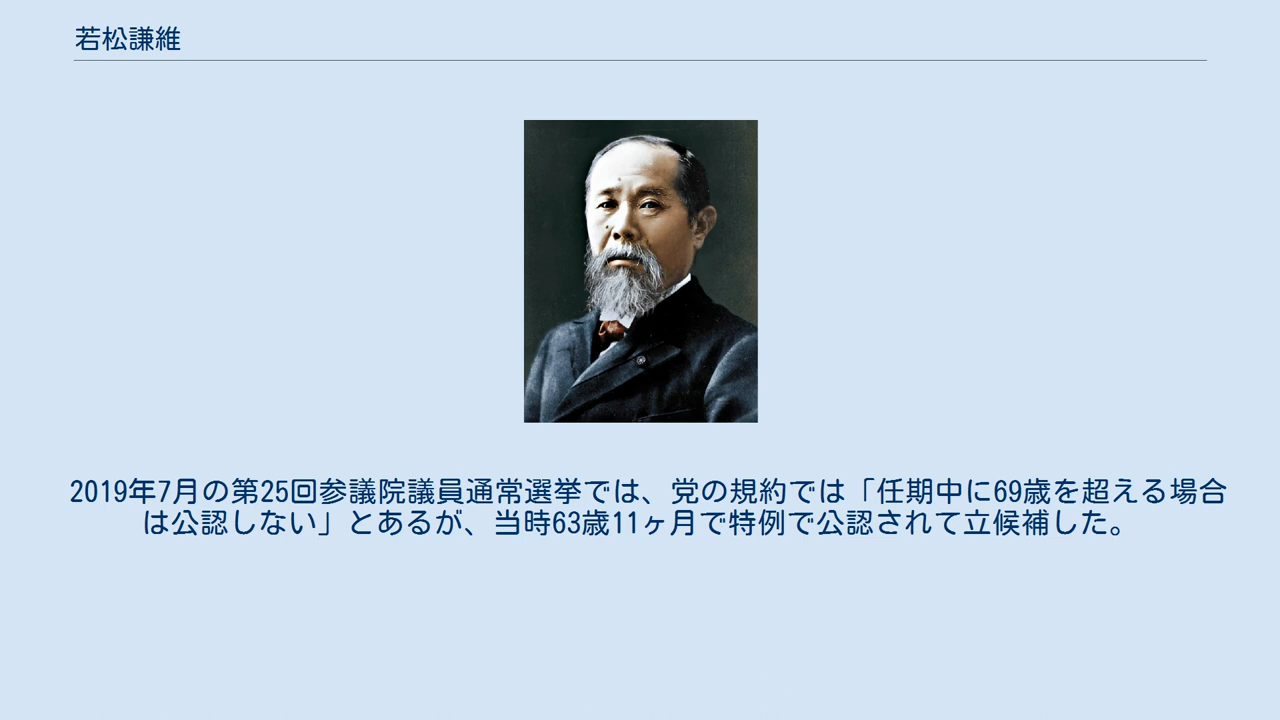 若松謙維
2019年7月の第25回参議院議員通常選挙では、党の規約では「任期中に69歳を超える場合
は公認しない」とあるが、当時63歳11ヶ月で特例で公認されて立候補した。